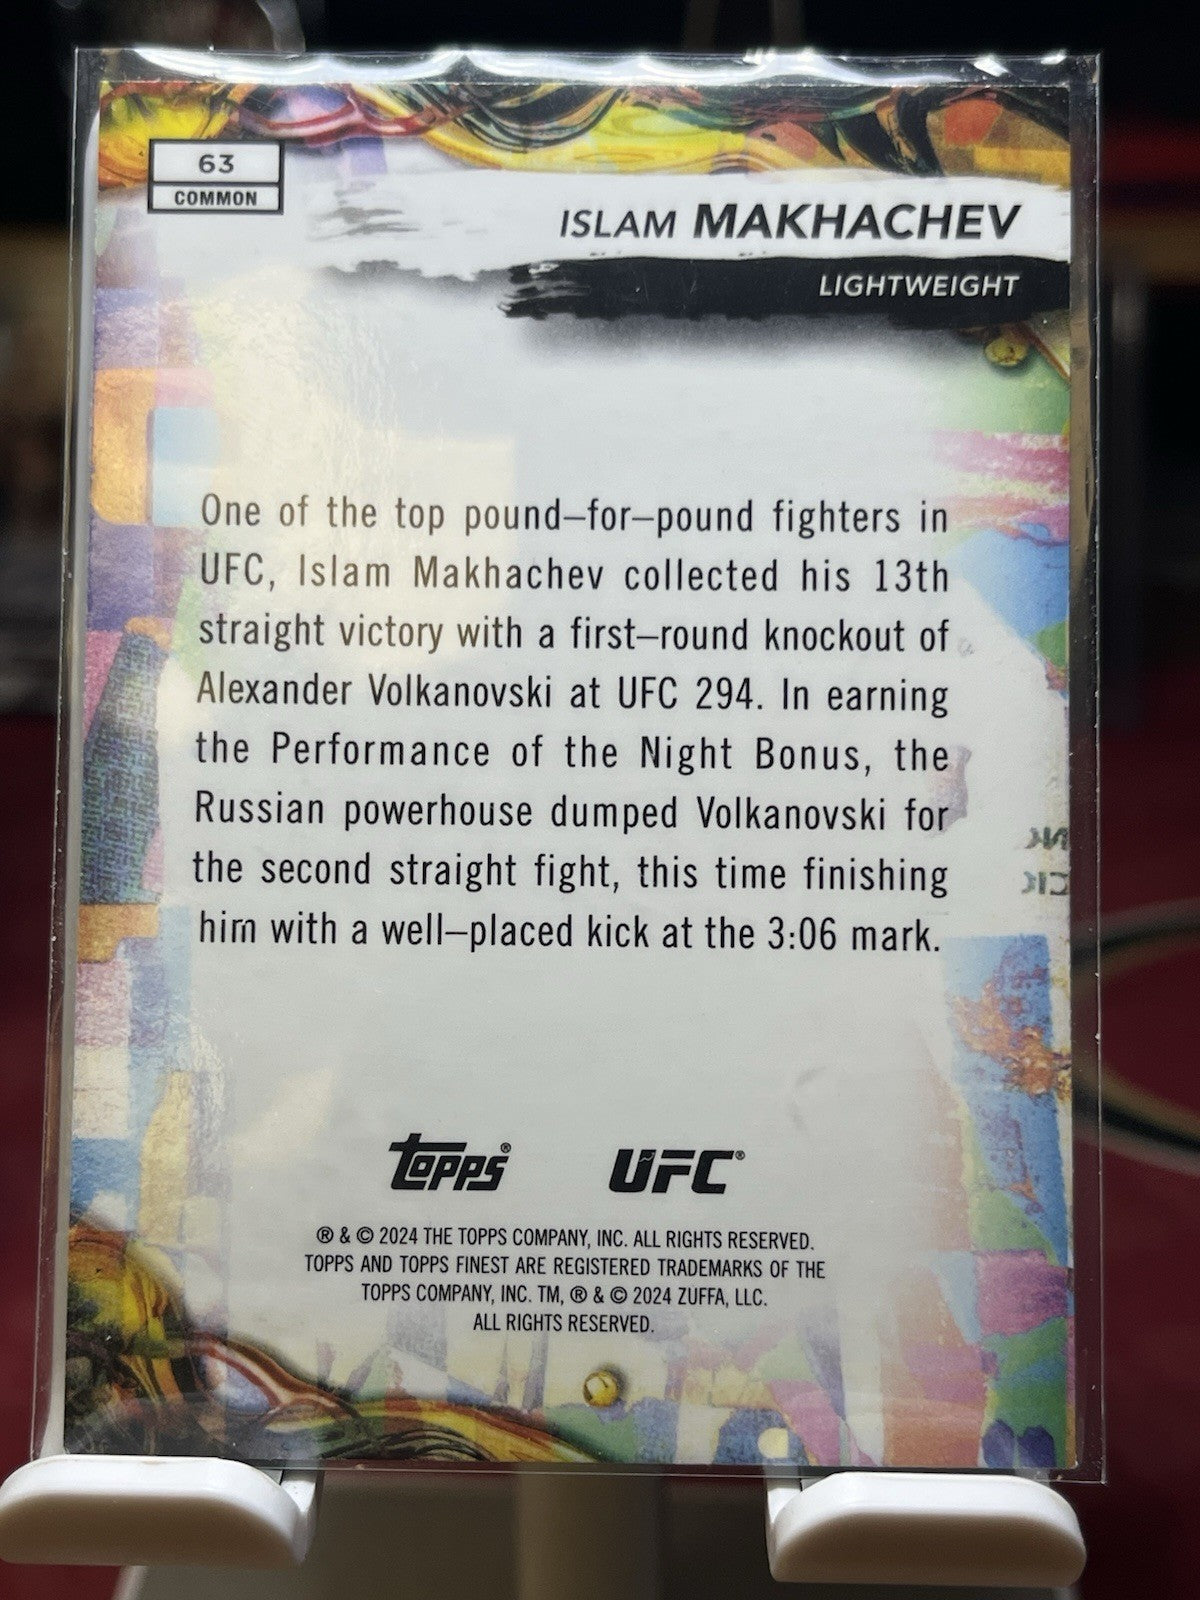 63
COMMON
ISLAM MAKHACHEV
LIGHTWEIGHT
One of the top pound–for–pound fighters in
UFC, Islam Makhachev collected his 13th
straight victory with a first–round knockout of
Alexander Volkanovski at UFC 294. In earning
the Performance of the Night Bonus, the
Russian powerhouse dumped Volkanovski for
the second straight fight, this time finishing
him with a well–placed kick at the 3:06 mark.
Topps® UFC®
® & © 2024 THE TOPPS COMPANY, INC. ALL RIGHTS RESERVED.
TOPPS AND TOPPS FINEST ARE REGISTERED TRADEMARKS OF THE
TOPPS COMPANY, INC. TM, ® & © 2024 ZUFFA, LLC.
ALL RIGHTS RESERVED.